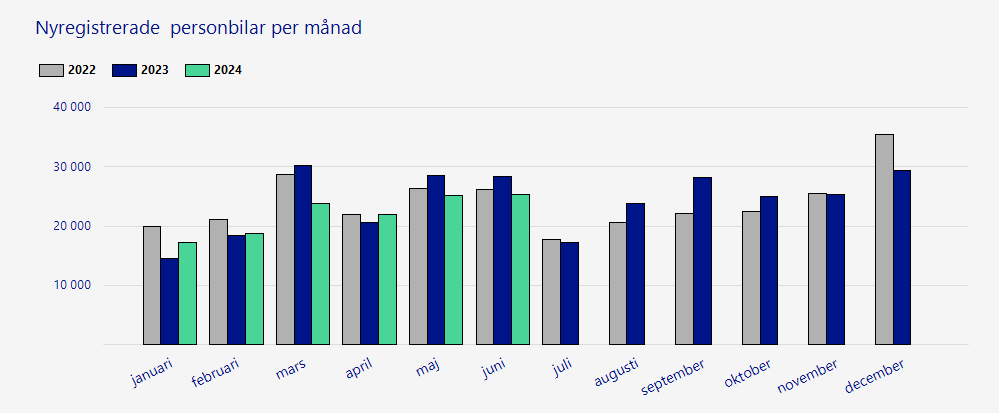 Nyregistrerade  personbilar per månad
2022 2023 2024
40 000
30 000
20 000
10 000
januari februari mars april maj juni juli augusti september oktober november december